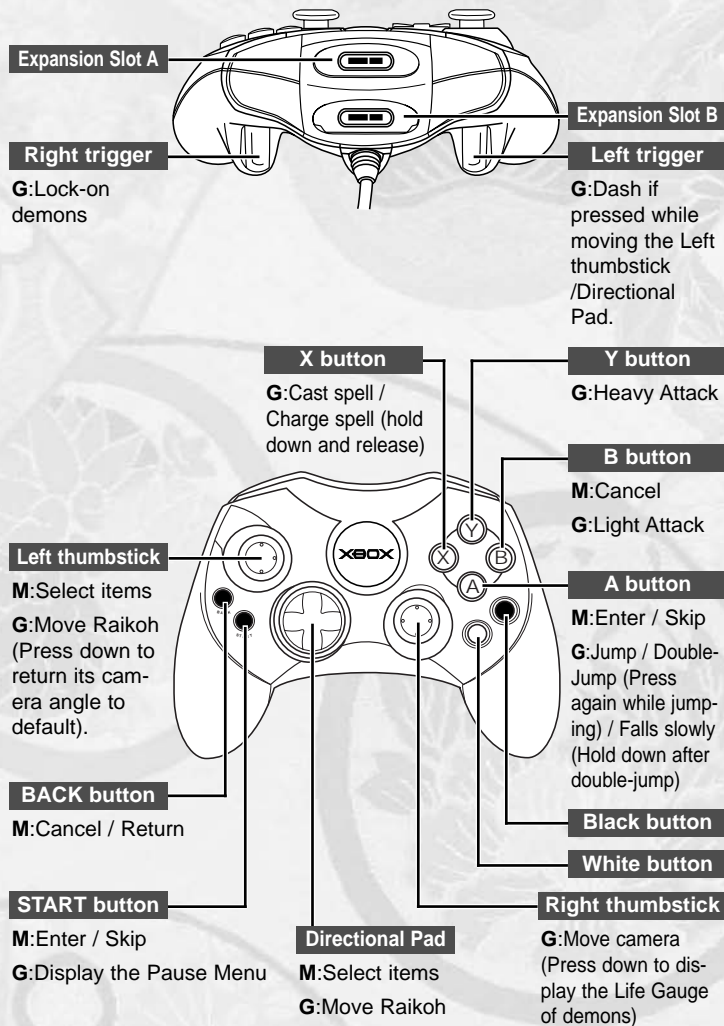 Expansion Slot A
Expansion Slot B
Right trigger
G:Lock-on
demons
Left trigger
G:Dash if
pressed while
moving the Left
thumbstick
/Directional
Pad.
X button
G:Cast spell /
Charge spell (hold
down and release)
Y button
G:Heavy Attack
B button
M:Cancel
G:Light Attack
XBOX
Y
X
B
A
Left thumbstick
M:Select items
G:Move Raikoh
(Press down to
return its cam-
era angle to
default).
BACK
START
A button
M:Enter / Skip
G:Jump / Double-
Jump (Press
again while jump-
ing) / Falls slowly
(Hold down after
double-jump)
BACK button
M:Cancel / Return
Black button
White button
START button
M:Enter / Skip
G:Display the Pause Menu
Directional Pad
M:Select items
G:Move Raikoh
Right thumbstick
G:Move camera
(Press down to dis-
play the Life Gauge
of demons)